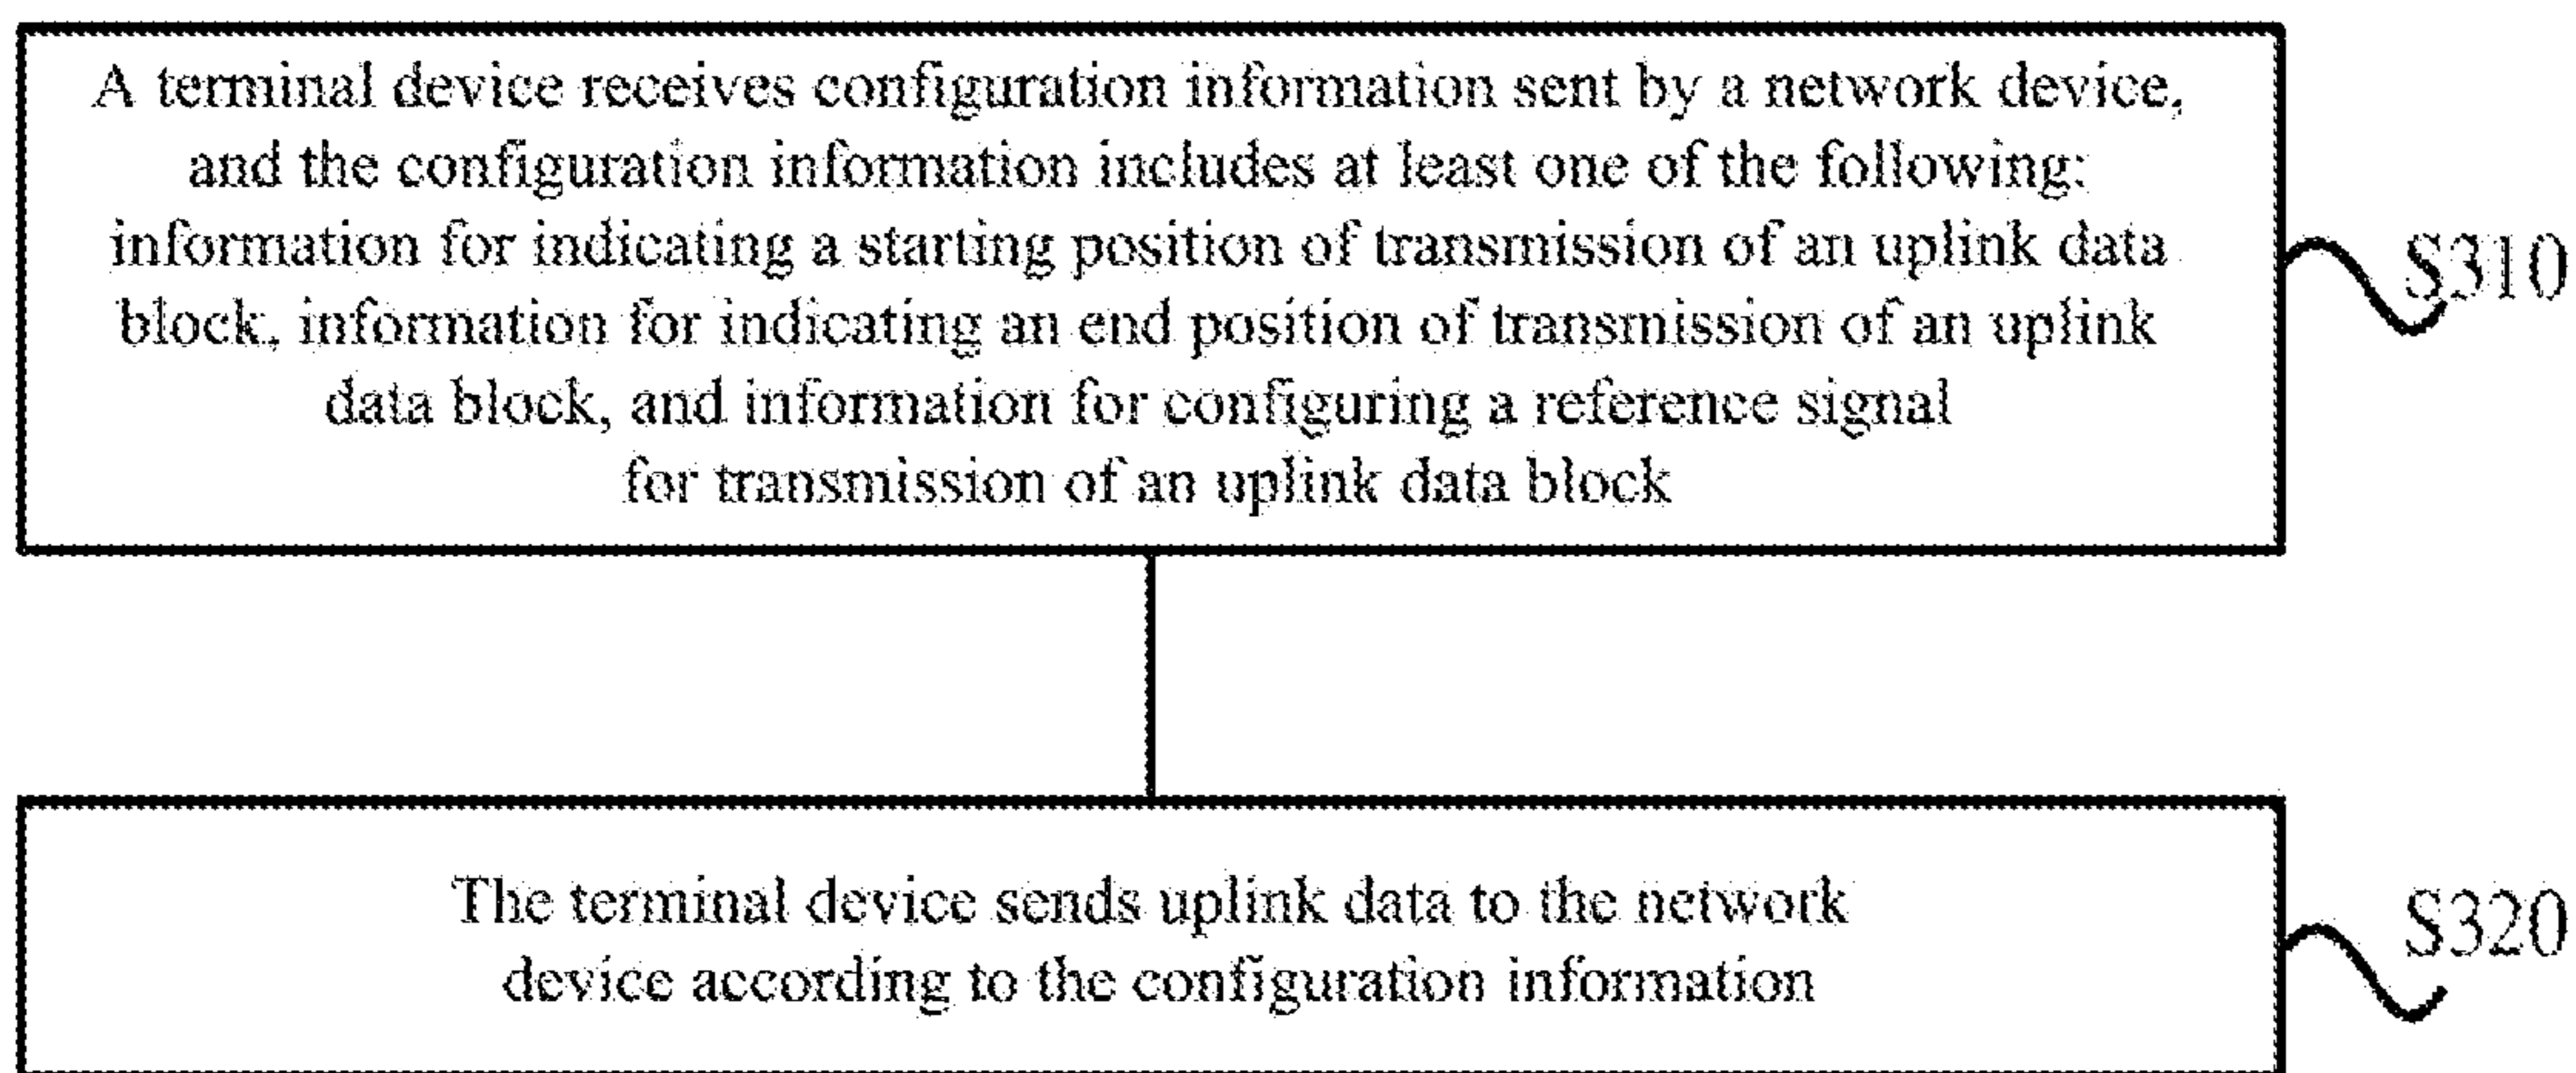 A terminal device receives configuration information sent by a network device,
and the configuration information includes at least one of the following:
information for indicating a starting position of transmission of an uplink data
block, information for indicating an end position of transmission of an uplink
data block, and information for configuring a reference signal
for transmission of an uplink data block
S310
The terminal device sends uplink data to the network
device according to the configuration information
S320